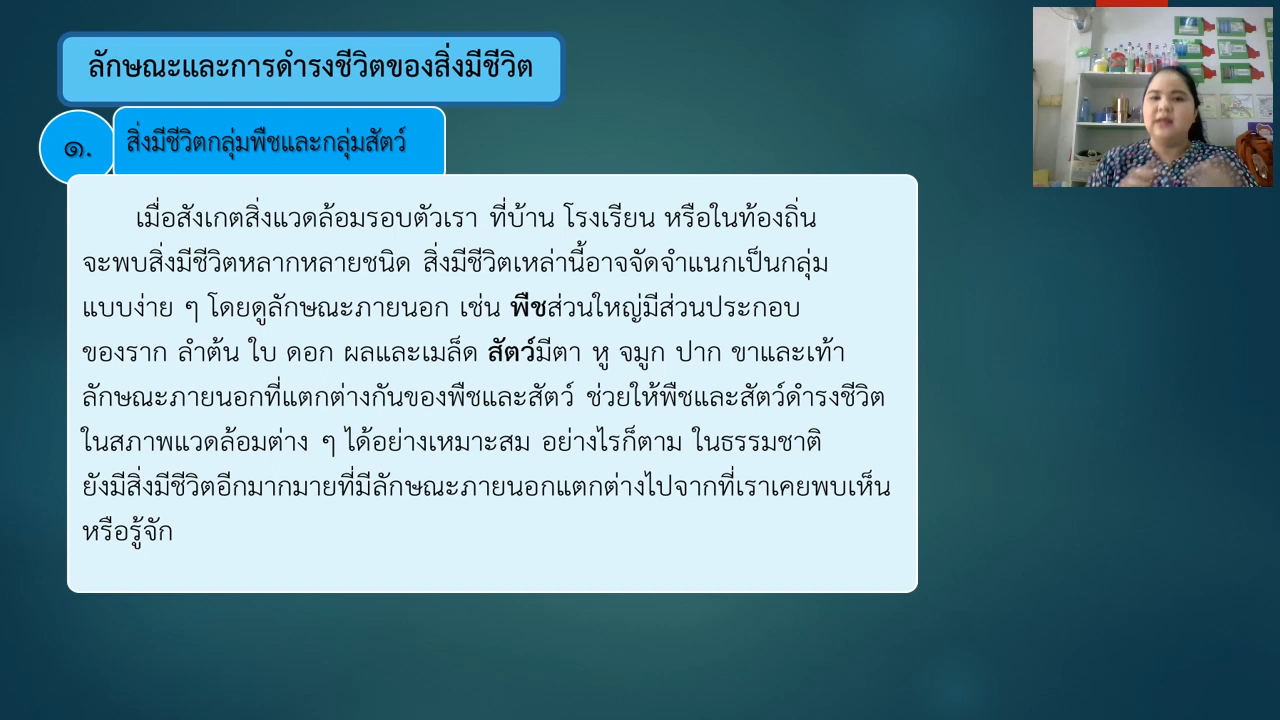 ลักษณะและการดำรงชีวิตของสิ่งมีชีวิต
๑.
สิ่งมีชีวิตกลุ่มพืชและกลุ่มสัตว์
เมื่อสังเกตสิ่งแวดล้อมรอบตัวเรา ที่บ้าน โรงเรียน หรือในท้องถิ่น
จะพบสิ่งมีชีวิตหลากหลายชนิด สิ่งมีชีวิตเหล่านี้อาจจัดจำแนกเป็นกลุ่ม
แบบง่าย ๆ โดยดูลักษณะภายนอก เช่น พืชส่วนใหญ่มีส่วนประกอบ
ของราก ลำต้น ใบ ดอก ผลและเมล็ด สัตว์มีตา หู จมูก ปาก ขาและเท้า
ลักษณะภายนอกที่แตกต่างกันของพืชและสัตว์ ช่วยให้พืชและสัตว์ดำรงชีวิต
ในสภาพแวดล้อมต่าง ๆ ได้อย่างเหมาะสม อย่างไรก็ตาม ในธรรมชาติ
ยังมีสิ่งมีชีวิตอีกมากมายที่มีลักษณะภายนอกแตกต่างไปจากที่เราเคยพบเห็น
หรือรู้จัก